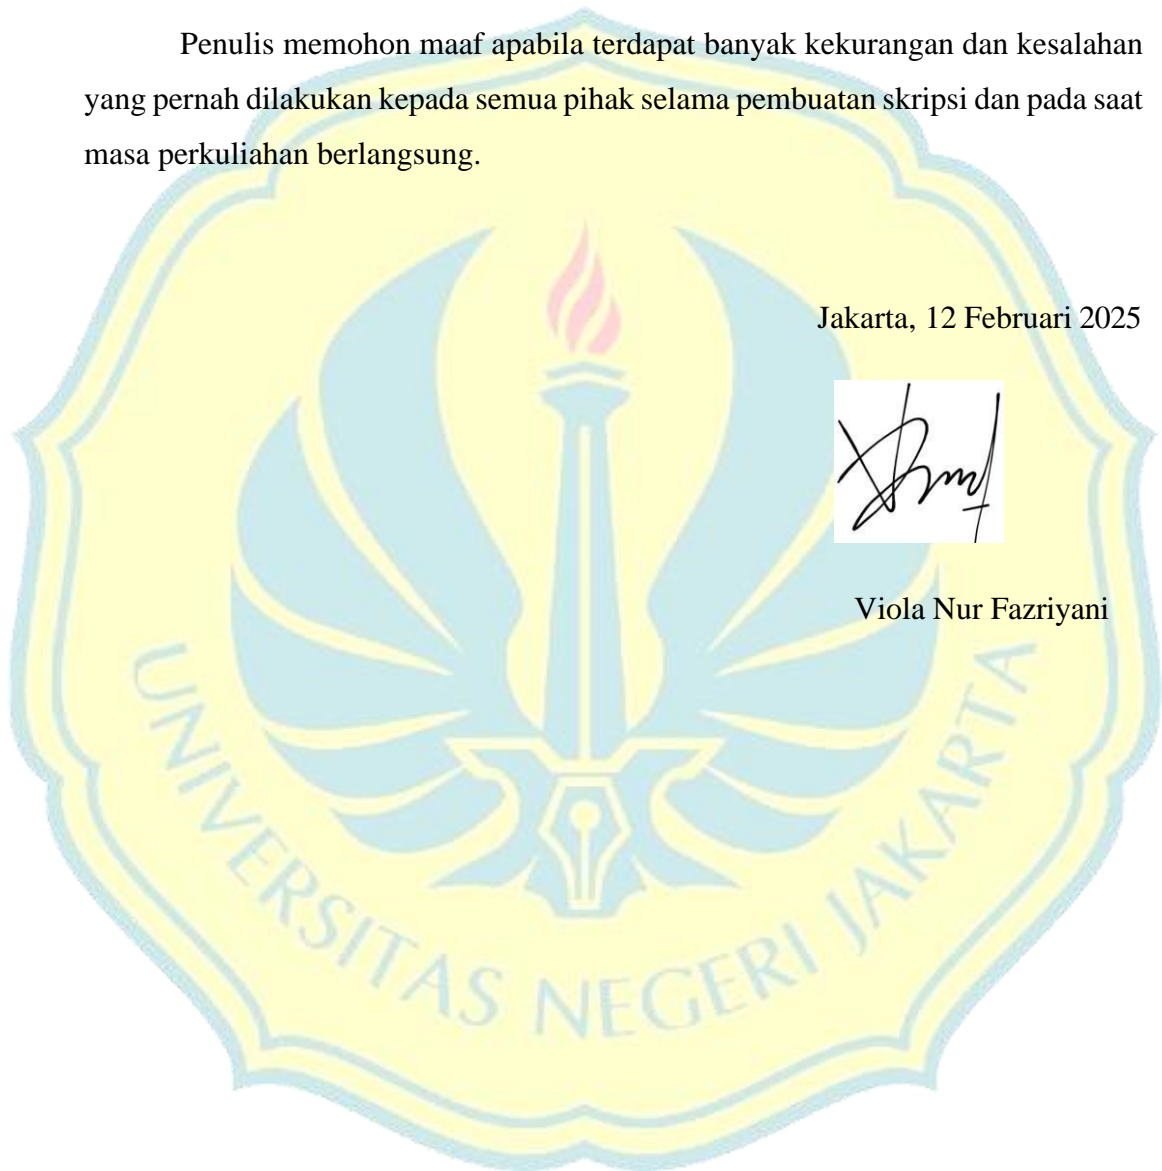 Penulis memohon maaf apabila terdapat banyak kekurangan dan kesalahan
yang pernah dilakukan kepada semua pihak selama pembuatan skripsi dan pada saat
masa perkuliahan berlangsung.
Jakarta, 12 Februari 2025
Viola Nur Fazriyani
UNIVERSITAS NEGERI JAKARTA